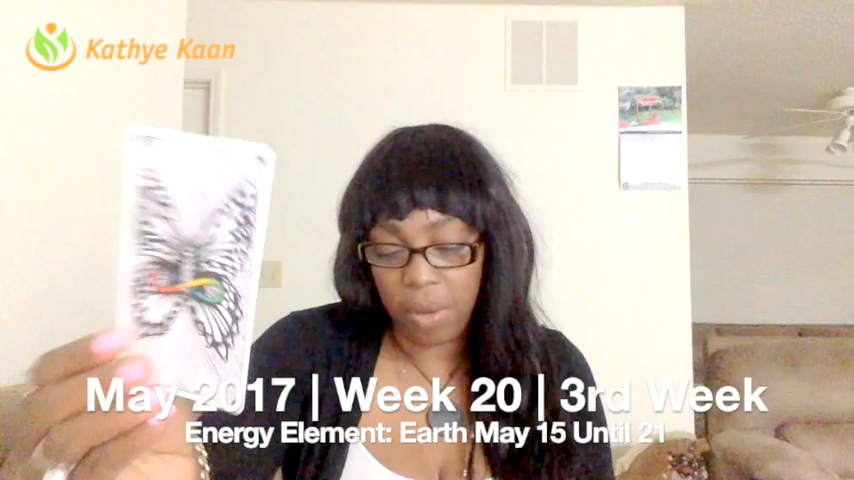 Kathye Kaan
May 2017 | Week 20 | 3rd Week
Energy Element: Earth May 15 Until 21